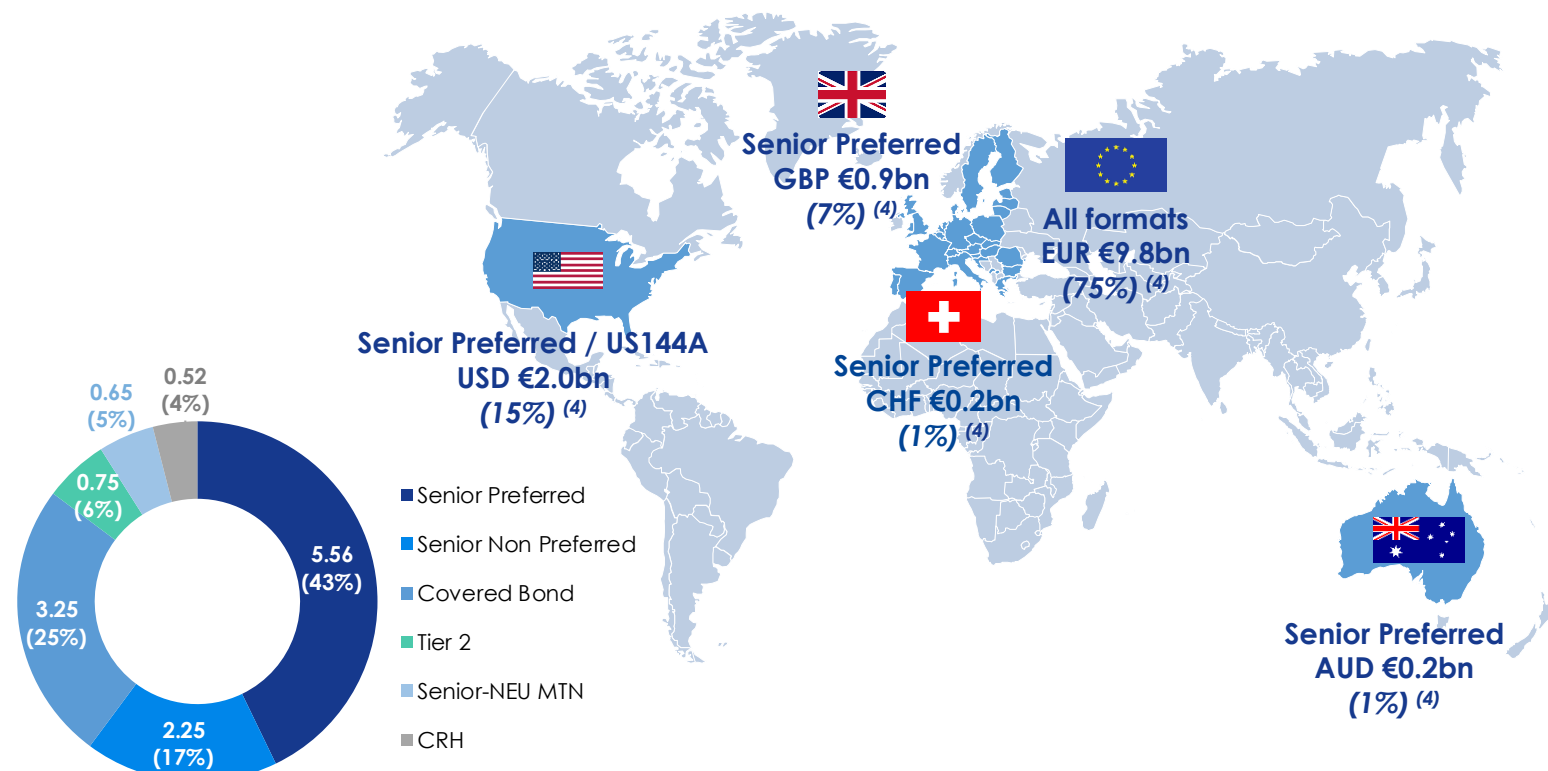 Senior Preferred
GBP €0.9bn
(7%) (4)
All formats
EUR €9.8bn
(75%) (4)
Senior Preferred / US144A
USD €2.0bn
(15%) (4)
Senior Preferred
CHF €0.2bn
(1%) (4)
Senior Preferred
AUD €0.2bn
(1%) (4)
0.52
(4%)
0.65
(5%)
0.75
(6%)
5.56
(43%)
3.25
(25%)
2.25
(17%)
Senior Preferred
Senior Non Preferred
Covered Bond
Tier 2
Senior-NEU MTN
CRH